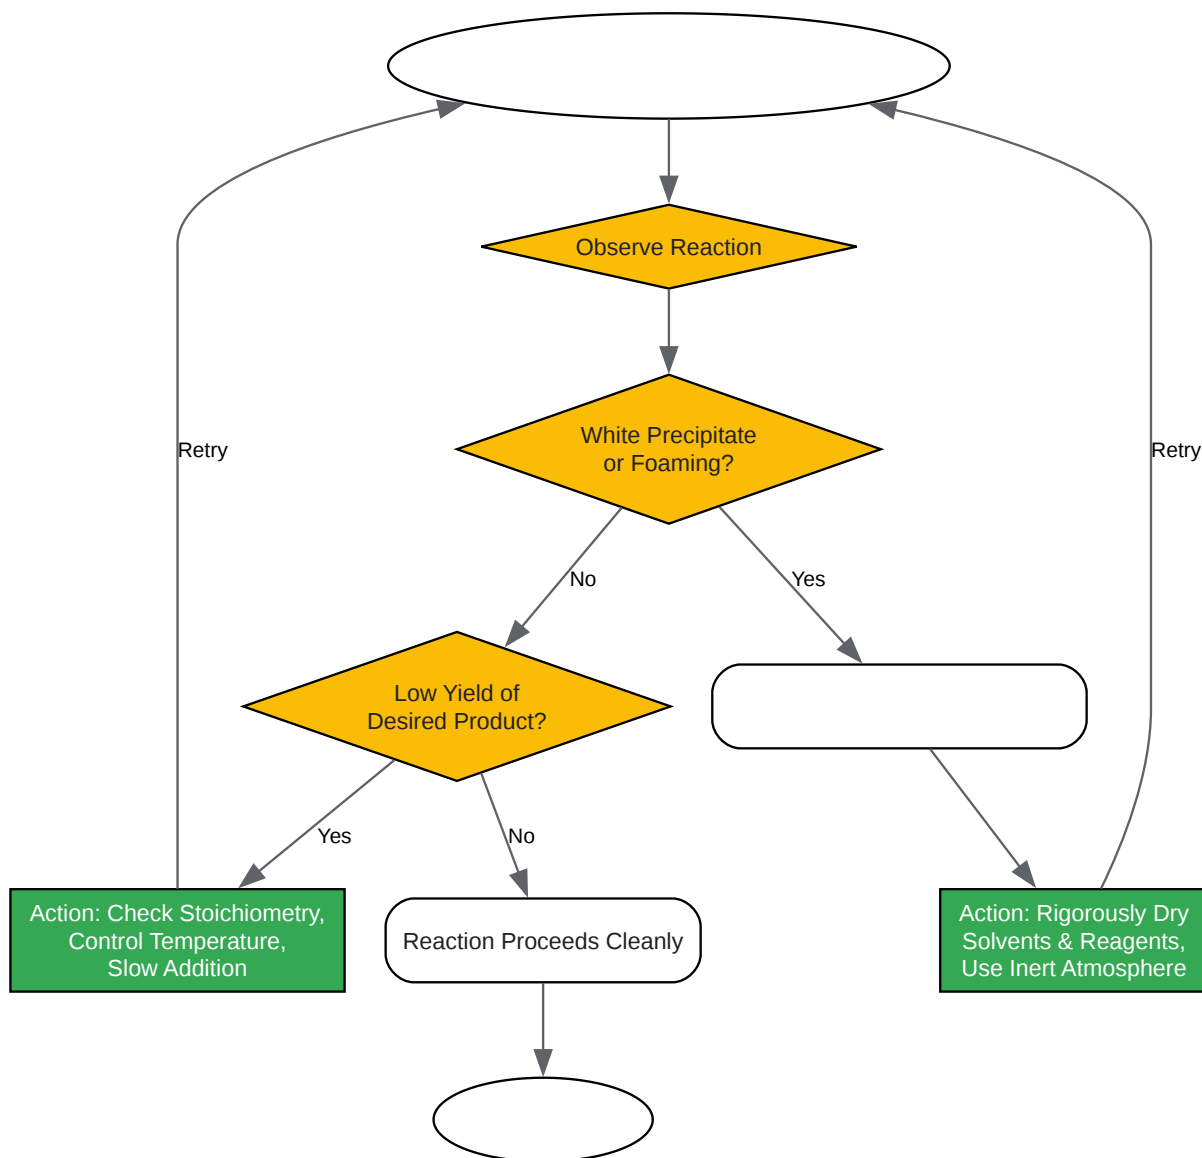 Observe Reaction
White Precipitate
or Foaming?
Retry
Retry
No
Yes
Low Yield of
Desired Product?
Yes
No
Action: Check Stoichiometry,
Control Temperature,
Slow Addition
Reaction Proceeds Cleanly
Action: Rigorously Dry
Solvents & Reagents,
Use Inert Atmosphere